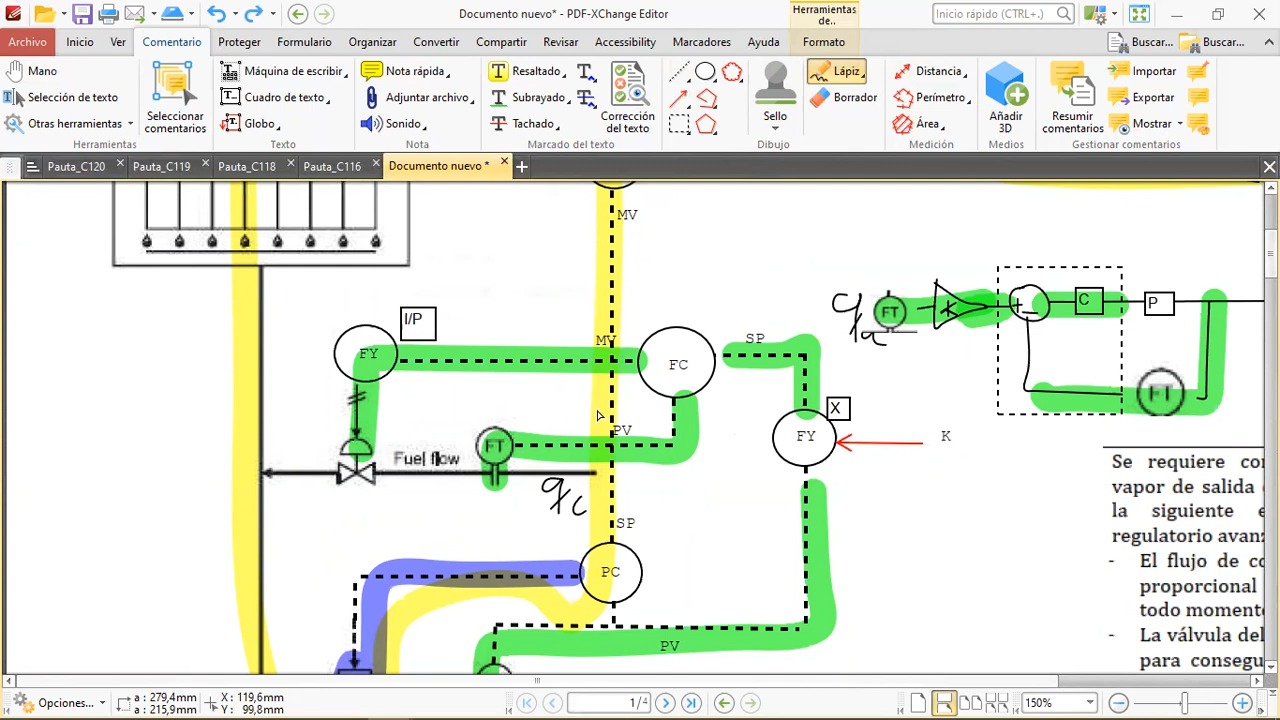 Documento nuevo * - PDF-XChange Editor
Herramientas de..
Inicio rápido (CTRL+.)
Archivo
Inicio
Ver
Comentario
Proteger
Formulario
Organizar
Convertir
Compartir
Revisar
Accessibility
Marcadores
Ayuda
Formato
Buscar...
Buscar...
Mano
Selección de texto
Otras herramientas
Herramientas
Seleccionar comentarios
Máquina de escribir
Cuadro de texto
Globo
Texto
Nota rápida
Adjuntar archivo
Sonido
Nota
Resaltado
Subrayado
Tachado
Corrección del texto
Marcado del texto
Sello
Lápiz
Borrador
Dibujo
Distancia
Perímetro
Área
Medición
Añadir 3D
Medios
Resumir comentarios
Importar
Exportar
Mostrar
Gestionar comentarios
Pauta_C120
Pauta_C119
Pauta_C118
Pauta_C116
Documento nuevo *
MV
I/P
FY
MV
FC
SP
X
FY
K
PV
FT
Fuel flow
qc
SP
PC
PV
qa
FT
K
+
−
C
P
FT
Se requiere
vapor de salida
la siguiente
regulatorio
- El flujo de
proporcional
todo momento
- La válvula del
para consegu
Opciones...
a : 279,4mm
a : 215,9mm
X : 119,6mm
Y : 99,8mm
1/4
150%